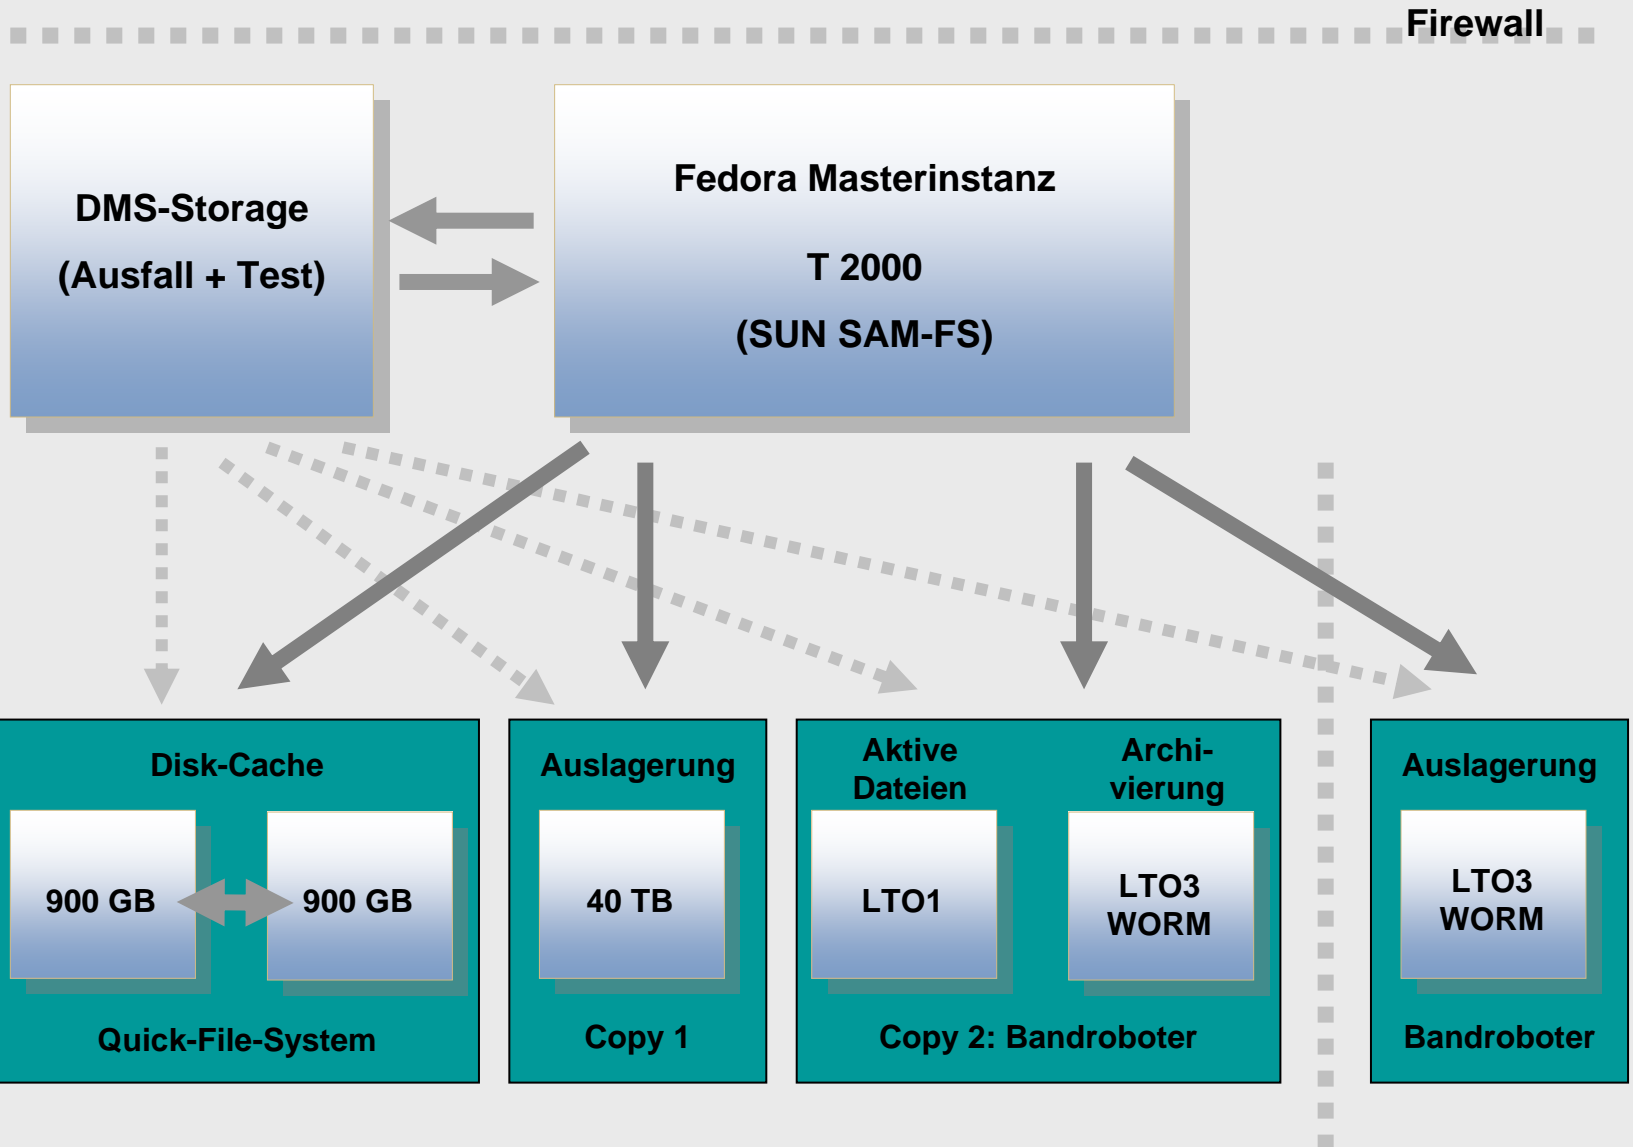 Firewall
DMS-Storage
(Ausfall + Test)
Fedora Masterinstanz
T 2000
(SUN SAM-FS)
Disk-Cache
900 GB
900 GB
Quick-File-System
Auslagerung
40 TB
Copy 1
Aktive
Dateien
LTO1
Archi-
vierung
LTO3
WORM
Copy 2: Bandroboter
Auslagerung
LTO3
WORM
Bandroboter